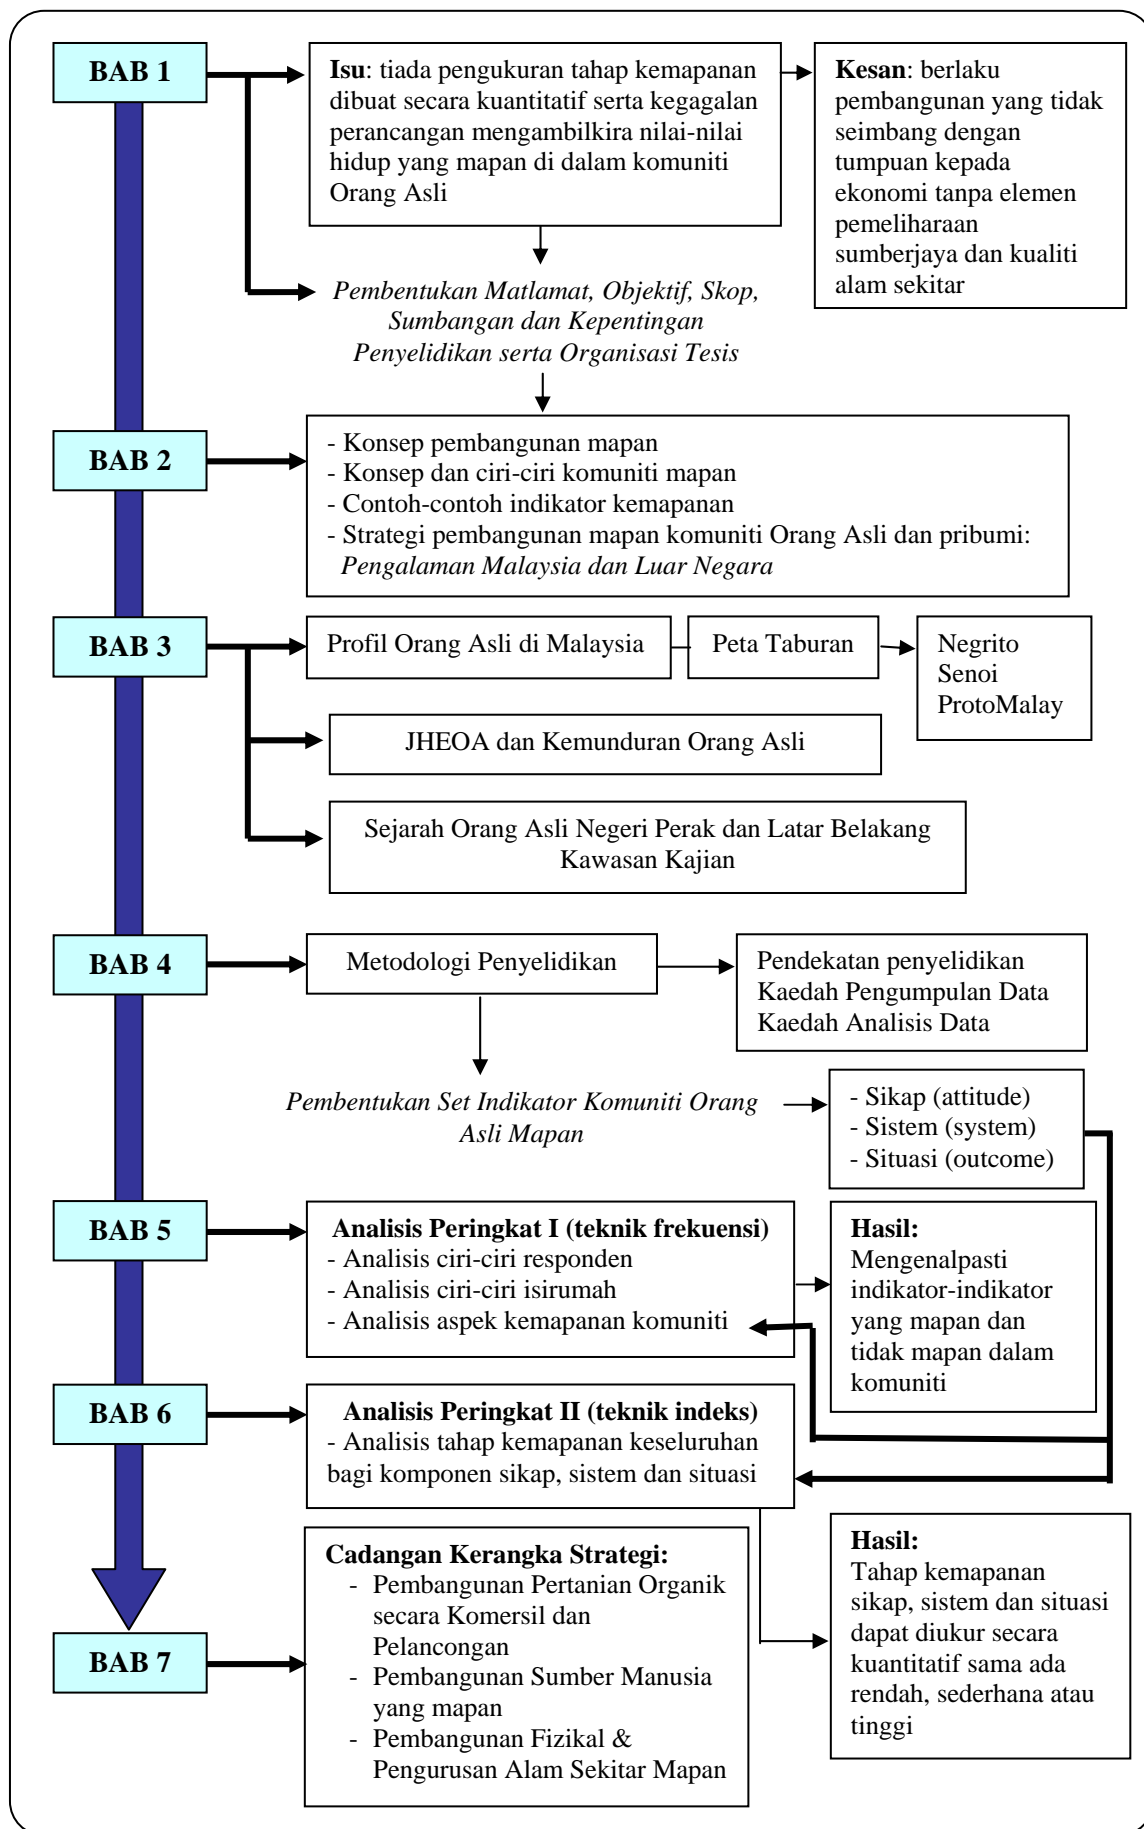 BAB 1
Isu: tiada pengukuran tahap kemapanan
dibuat secara kuantitatif serta kegagalan
perancangan mengambilkira nilai-nilai
hidup yang mapan di dalam komuniti
Orang Asli
Kesan: berlaku
pembangunan yang tidak
seimbang dengan
tumpuan kepada
ekonomi tanpa elemen
pemeliharaan
sumberjaya dan kualiti
alam sekitar
Pembentukan Matlamat, Objektif, Skop,
Sumbangan dan Kepentingan
Penyelidikan serta Organisasi Tesis
BAB 2
- Konsep pembangunan mapan
- Konsep dan ciri-ciri komuniti mapan
- Contoh-contoh indikator kemapanan
- Strategi pembangunan mapan komuniti Orang Asli dan pribumi:
Pengalaman Malaysia dan Luar Negara
BAB 3
Profil Orang Asli di Malaysia
Peta Taburan
Negrito
Senoi
ProtoMalay
JHEOA dan Kemunduran Orang Asli
Sejarah Orang Asli Negeri Perak dan Latar Belakang
Kawasan Kajian
BAB 4
Metodologi Penyelidikan
Pendekatan penyelidikan
Kaedah Pengumpulan Data
Kaedah Analisis Data
Pembentukan Set Indikator Komuniti Orang
Asli Mapan
- Sikap (attitude)
- Sistem (system)
- Situasi (outcome)
BAB 5
Analisis Peringkat I (teknik frekuensi)
- Analisis ciri-ciri responden
- Analisis ciri-ciri isirumah
- Analisis aspek kemapanan komuniti
Hasil:
Mengenalpasti
indikator-indikator
yang mapan dan
tidak mapan dalam
komuniti
BAB 6
Analisis Peringkat II (teknik indeks)
- Analisis tahap kemapanan keseluruhan
bagi komponen sikap, sistem dan situasi
Hasil:
Tahap kemapanan
sikap, sistem dan situasi
dapat diukur secara
kuantitatif sama ada
rendah, sederhana atau
tinggi
BAB 7
Cadangan Kerangka Strategi:
- Pembangunan Pertanian Organik
secara Komersil dan
Pelancongan
- Pembangunan Sumber Manusia
yang mapan
- Pembangunan Fizikal &
Pengurusan Alam Sekitar Mapan